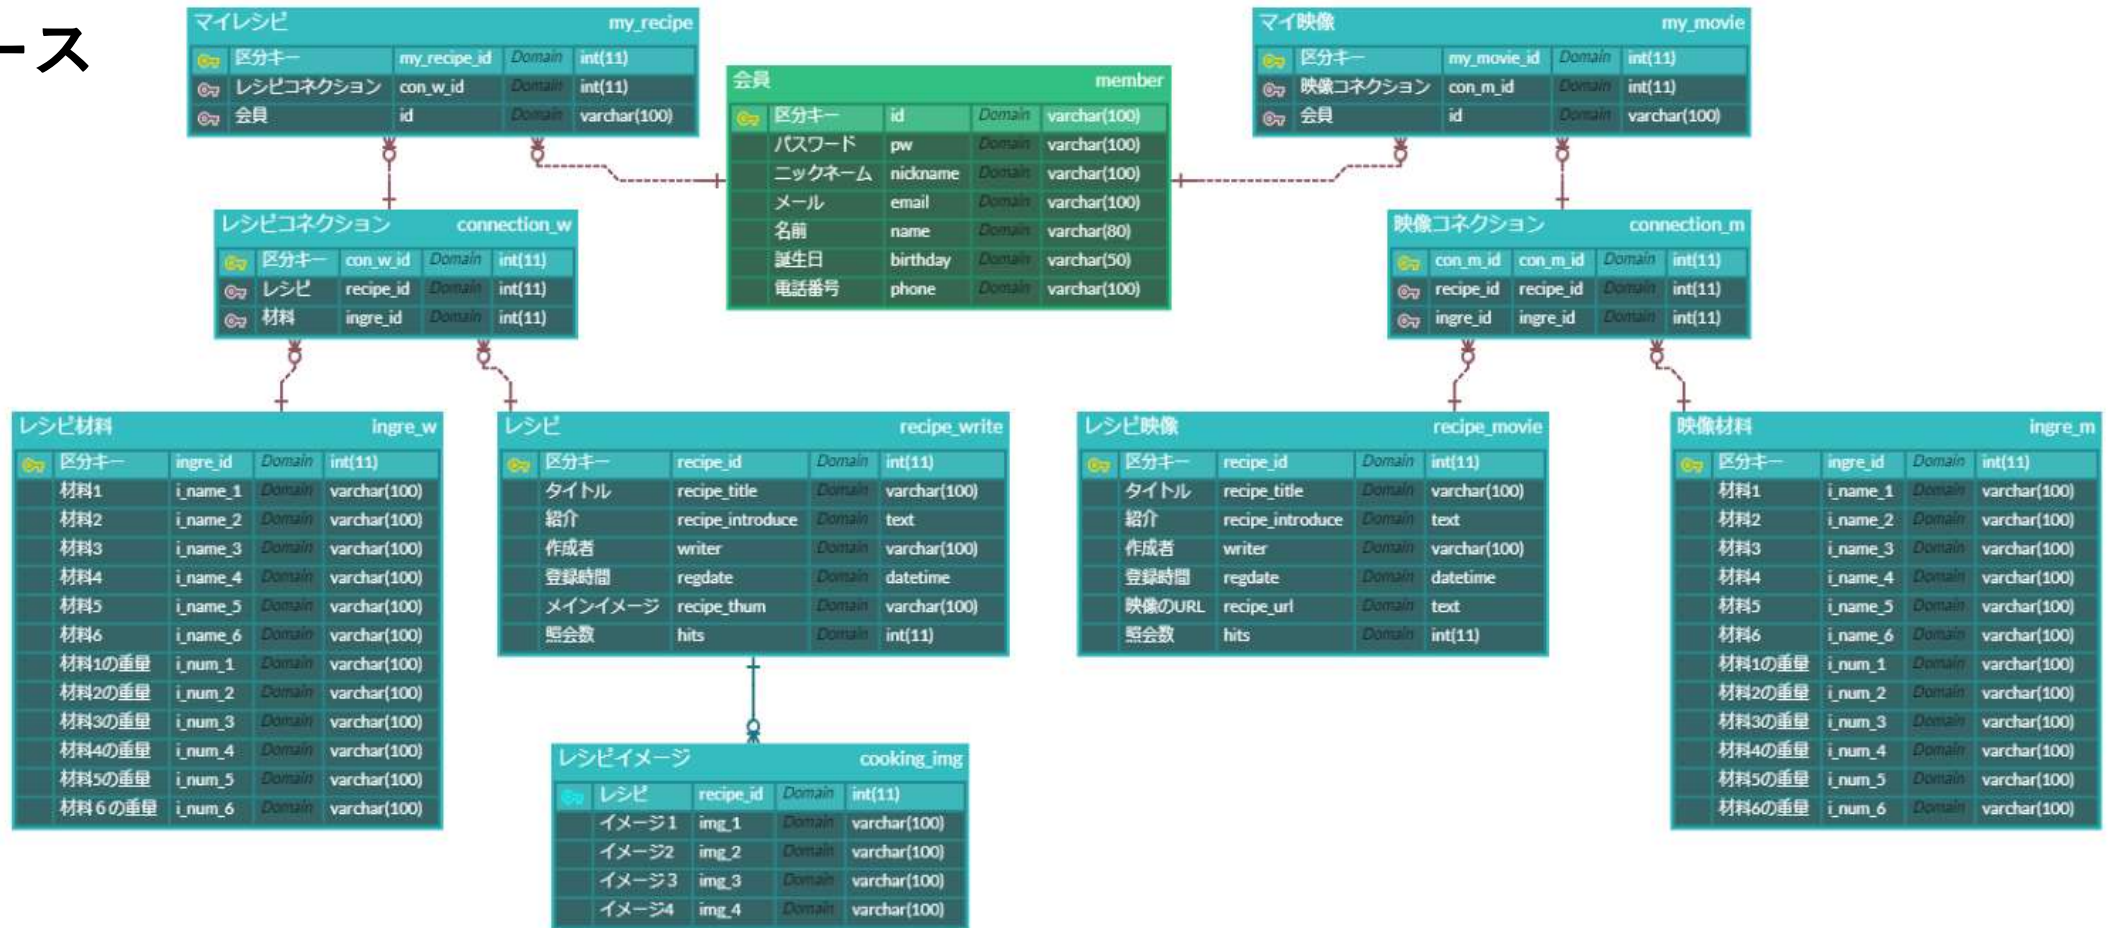 ース
マイレシピ my_recipe
区分キー my_recipe_id Domain int(11)
レシピコネクション con_w_id Domain int(11)
会員 id Domain varchar(100)
会員 member
区分キー id Domain varchar(100)
パスワード pw Domain varchar(100)
ニックネーム nickname Domain varchar(100)
メール email Domain varchar(100)
名前 name Domain varchar(80)
誕生日 birthday Domain varchar(50)
電話番号 phone Domain varchar(100)
マイ映像 my_movie
区分キー my_movie_id Domain int(11)
映像コネクション con_m_id Domain int(11)
会員 id Domain varchar(100)
レシピコネクション connection_w
区分キー con_w_id Domain int(11)
レシピ recipe_id Domain int(11)
材料 ingre_id Domain int(11)
映像コネクション connection_m
con_m_id con_m_id Domain int(11)
recipe_id recipe_id Domain int(11)
ingre_id ingre_id Domain int(11)
レシピ材料 ingre_w
区分キー ingre_id Domain int(11)
材料1 i_name_1 Domain varchar(100)
材料2 i_name_2 Domain varchar(100)
材料3 i_name_3 Domain varchar(100)
材料4 i_name_4 Domain varchar(100)
材料5 i_name_5 Domain varchar(100)
材料6 i_name_6 Domain varchar(100)
材料1の重量 i_num_1 Domain varchar(100)
材料2の重量 i_num_2 Domain varchar(100)
材料3の重量 i_num_3 Domain varchar(100)
材料4の重量 i_num_4 Domain varchar(100)
材料5の重量 i_num_5 Domain varchar(100)
材料６の重量 i_num_6 Domain varchar(100)
レシピ recipe_write
区分キー recipe_id Domain int(11)
タイトル recipe_title Domain varchar(100)
紹介 recipe_introduce Domain text
作成者 writer Domain varchar(100)
登録時間 regdate Domain datetime
メインイメージ recipe_thum Domain varchar(100)
照会数 hits Domain int(11)
レシピ映像 recipe_movie
区分キー recipe_id Domain int(11)
タイトル recipe_title Domain varchar(100)
紹介 recipe_introduce Domain text
作成者 writer Domain varchar(100)
登録時間 regdate Domain datetime
映像のURL recipe_url Domain text
照会数 hits Domain int(11)
映像材料 ingre_m
区分キー ingre_id Domain int(11)
材料1 i_name_1 Domain varchar(100)
材料2 i_name_2 Domain varchar(100)
材料3 i_name_3 Domain varchar(100)
材料4 i_name_4 Domain varchar(100)
材料5 i_name_5 Domain varchar(100)
材料6 i_name_6 Domain varchar(100)
材料1の重量 i_num_1 Domain varchar(100)
材料2の重量 i_num_2 Domain varchar(100)
材料3の重量 i_num_3 Domain varchar(100)
材料4の重量 i_num_4 Domain varchar(100)
材料5の重量 i_num_5 Domain varchar(100)
材料6の重量 i_num_6 Domain varchar(100)
レシピイメージ cooking_img
レシピ recipe_id Domain int(11)
イメージ1 img_1 Domain varchar(100)
イメージ2 img_2 Domain varchar(100)
イメージ3 img_3 Domain varchar(100)
イメージ4 img_4 Domain varchar(100)